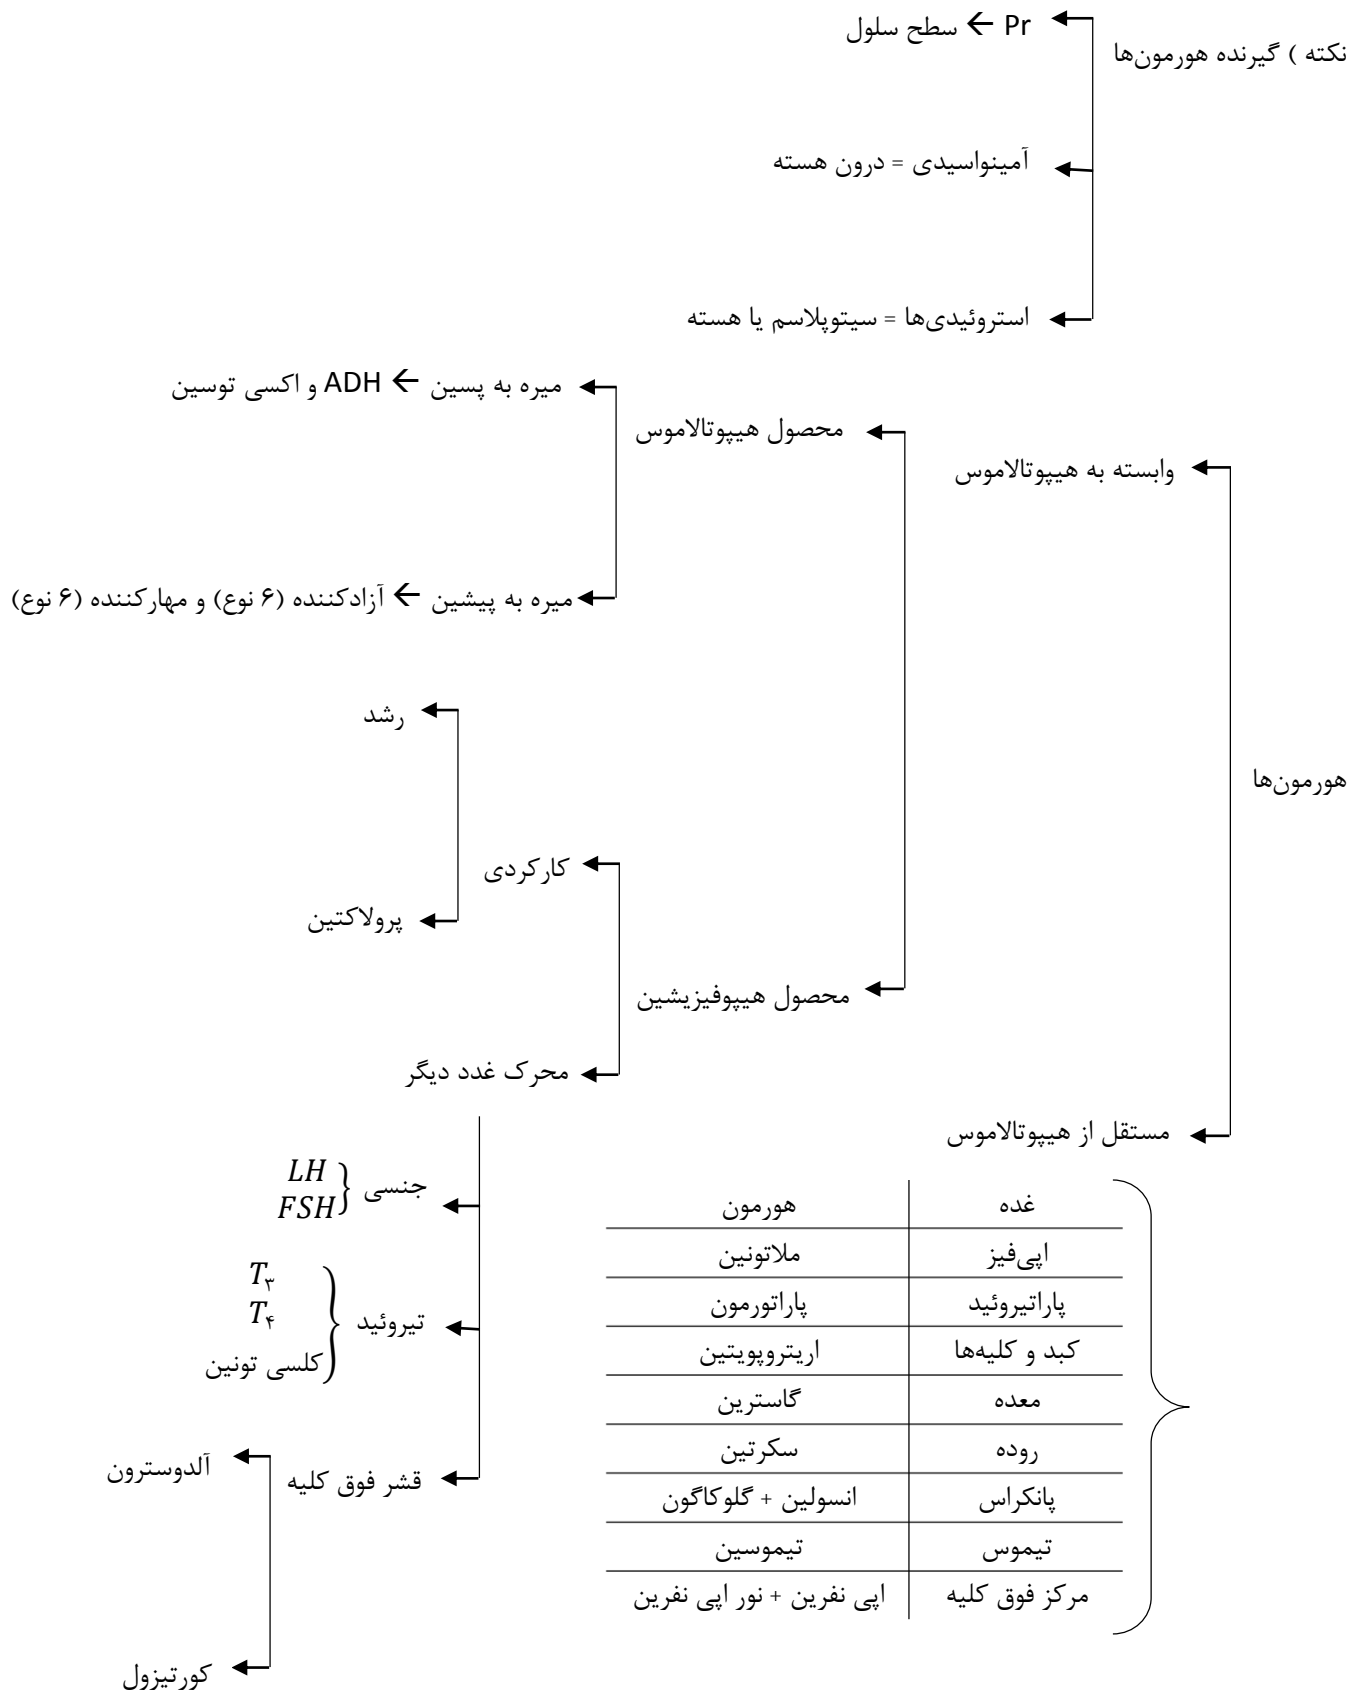 نکته ) گیرنده هورمون‌ها
Pr ← سطح سلول
آمینواسیدی = درون هسته
استروئیدی‌ها = سیتوپلاسم یا هسته
هورمون‌ها
وابسته به هیپوتالاموس
محصول هیپوتالاموس
میره به پسین ← ADH و اکسی توسین
میره به پیشین ← آزادکننده (۶ نوع) و مهارکننده (۶ نوع)
محصول هیپوفیزپیشین
کارکردی
رشد
پرولاکتین
محرک غدد دیگر
جنسی
LH
FSH
تیروئید
T۳
T۴
کلسی تونین
قشر فوق کلیه
آلدوسترون
کورتیزول
مستقل از هیپوتالاموس
غده هورمون
اپی‌فیز ملاتونین
پاراتیروئید پاراتورمون
کبد و کلیه‌ها اریتروپویتین
معده گاسترین
روده سکرتین
پانکراس انسولین + گلوکاگون
تیموس تیموسین
مرکز فوق کلیه اپی نفرین + نور اپی نفرین